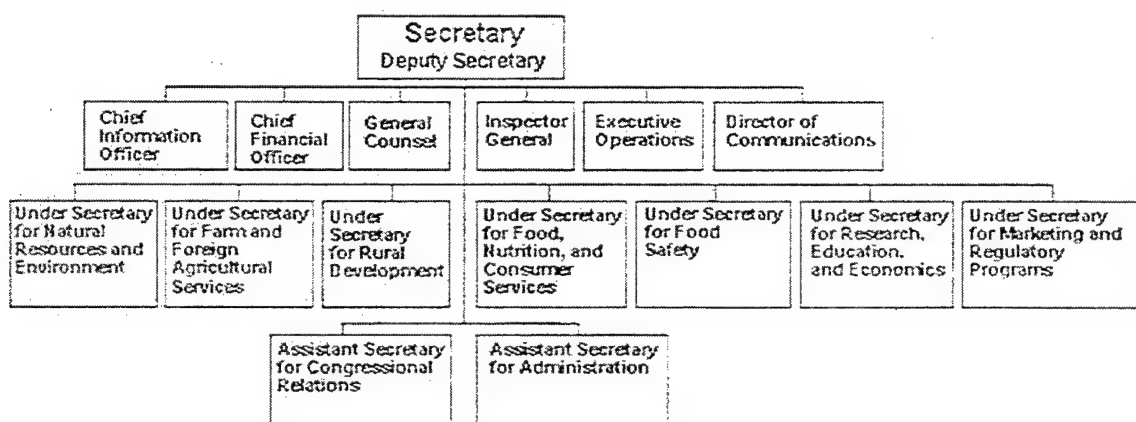 Secretary
Deputy Secretary
Chief
Information
Officer
Chief
Financial
Officer
General
Counsel
Inspector
General
Executive
Operations
Director of
Communications
Under Secretary
for Natural
Resources and
Environment
Under Secretary
for Farm and
Foreign
Agricultural
Services
Under
Secretary
for Rural
Development
Under Secretary
for Food,
Nutrition, and
Consumer
Services
Under Secretary
for Food
Safety
Under Secretary
for Research,
Education,
and Economics
Under Secretary
for Marketing and
Regulatory
Programs
Assistant Secretary
for Congressional
Relations
Assistant Secretary
for Administration